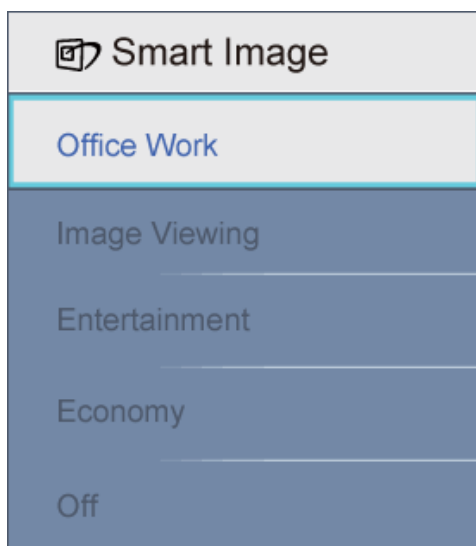 Smart Image
Office Work
Image Viewing
Entertainment
Economy
Off